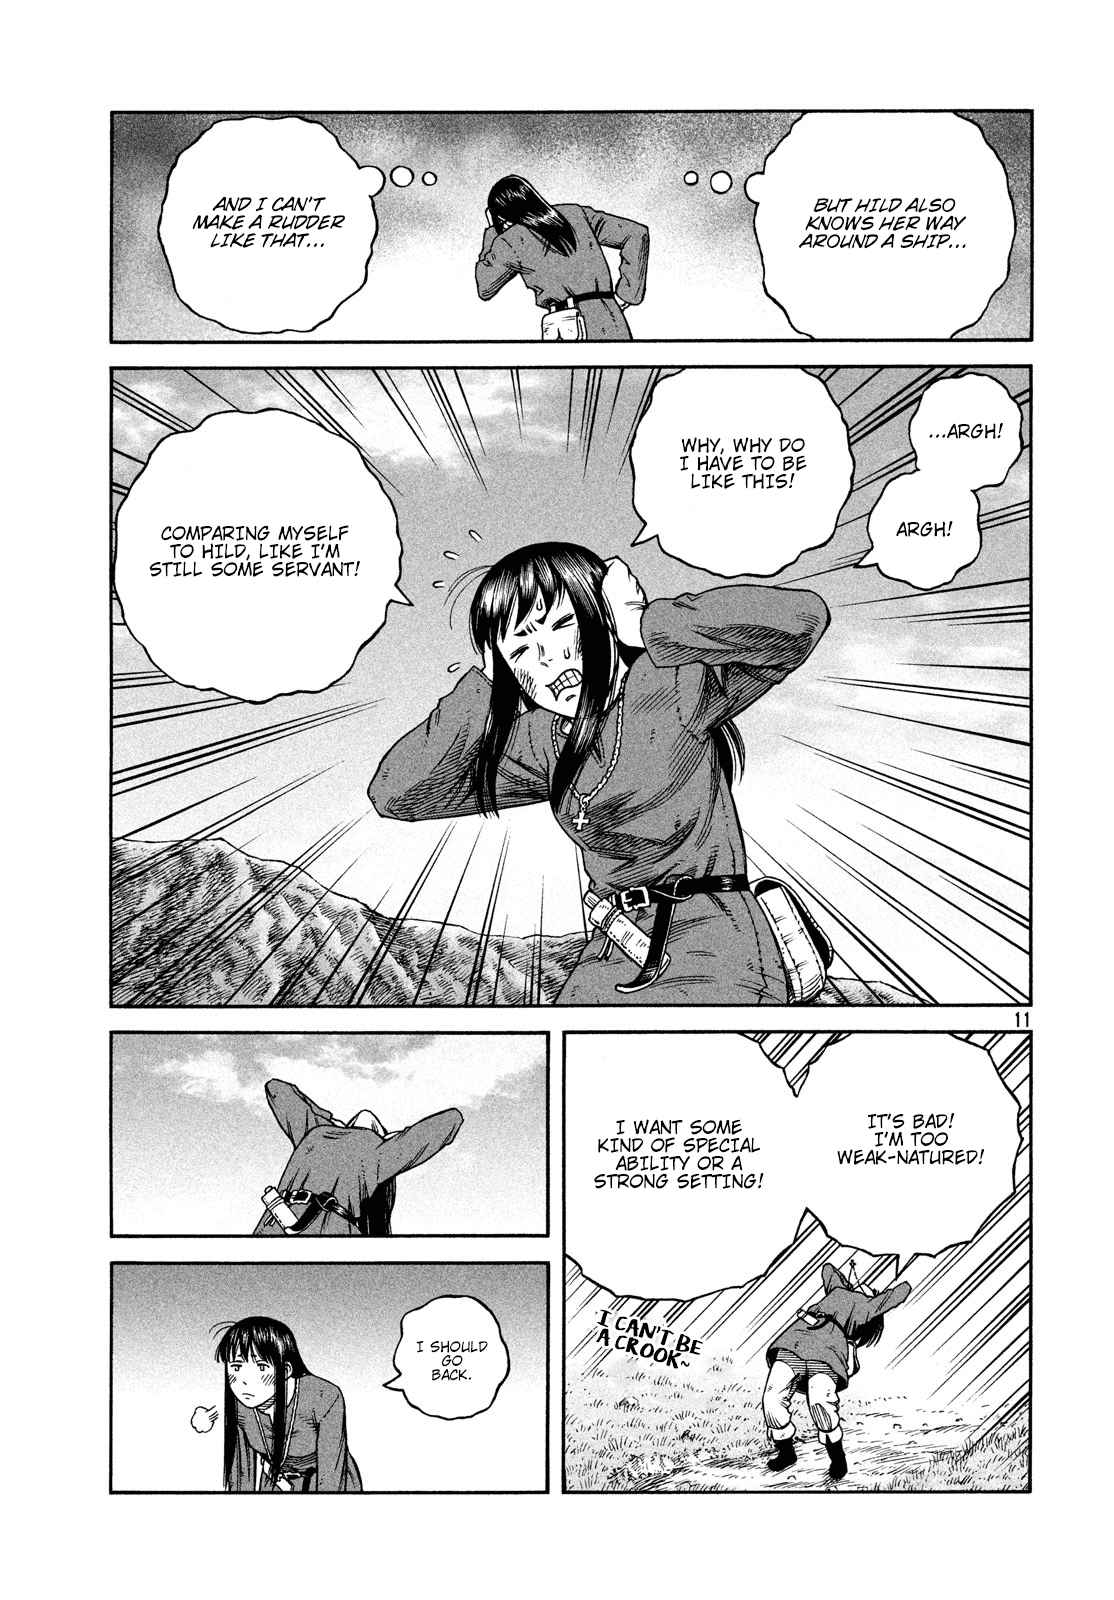 BUT HILD ALSO
KNOWS HER WAY
AROUND A SHIP...
AND I CAN'T
MAKE A RUDDER
LIKE THAT...
...ARGH!
ARGH!
WHY, WHY DO
I HAVE TO BE
LIKE THIS!
COMPARING MYSELF
TO HILD, LIKE I'M
STILL SOME SERVANT!
11
IT'S BAD!
I'M TOO
WEAK-NATURED!
I WANT SOME
KIND OF SPECIAL
ABILITY OR A
STRONG SETTING!
I CAN'T BE
A CROOK~
I SHOULD
GO
BACK.